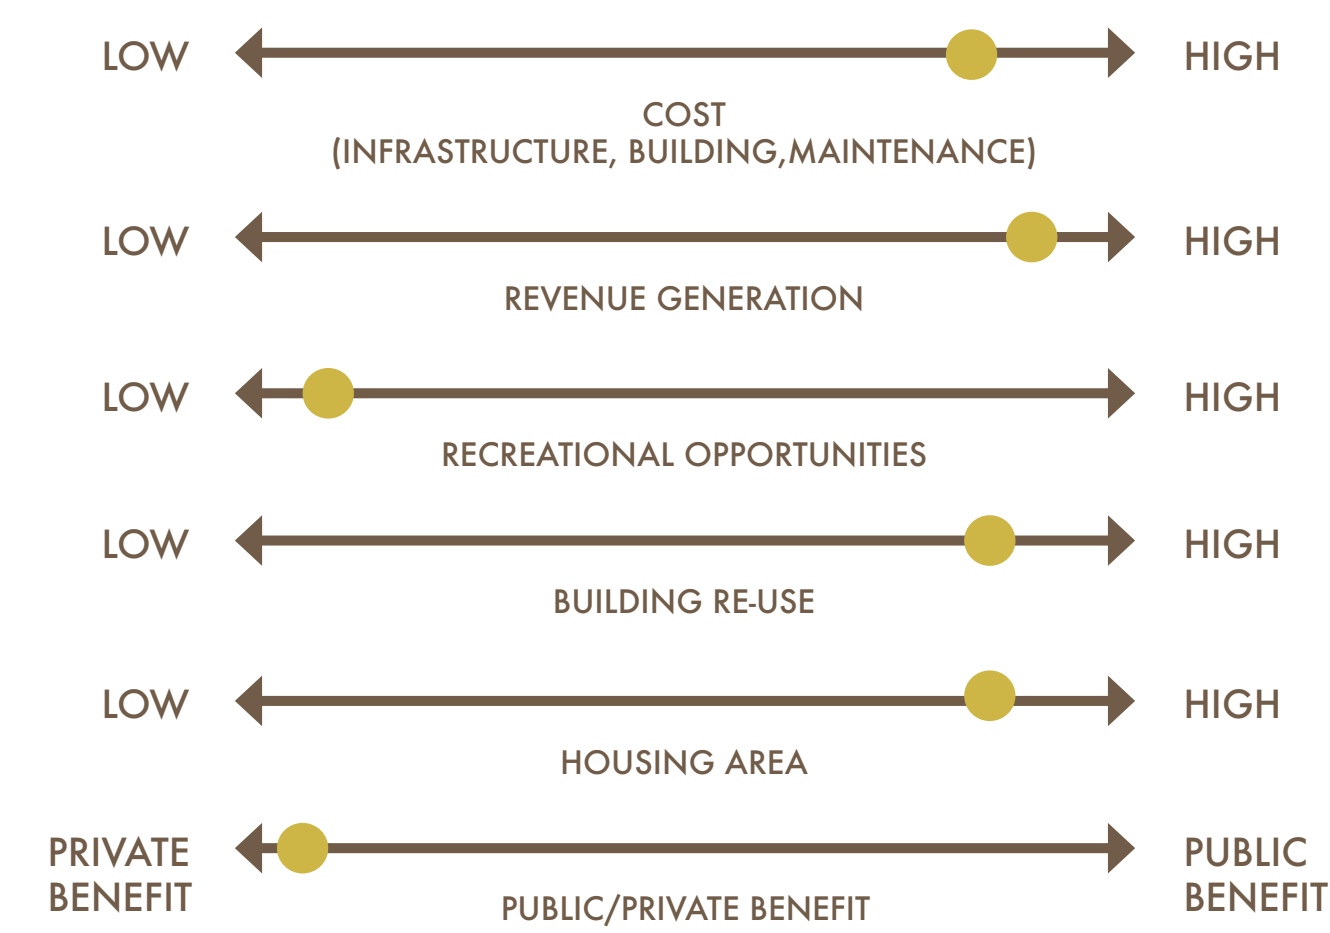 LOW
HIGH
COST
(INFRASTRUCTURE, BUILDING,MAINTENANCE)
LOW
HIGH
REVENUE GENERATION
LOW
HIGH
RECREATIONAL OPPORTUNITIES
LOW
HIGH
BUILDING RE-USE
LOW
HIGH
HOUSING AREA
PRIVATE
BENEFIT
PUBLIC
BENEFIT
PUBLIC/PRIVATE BENEFIT